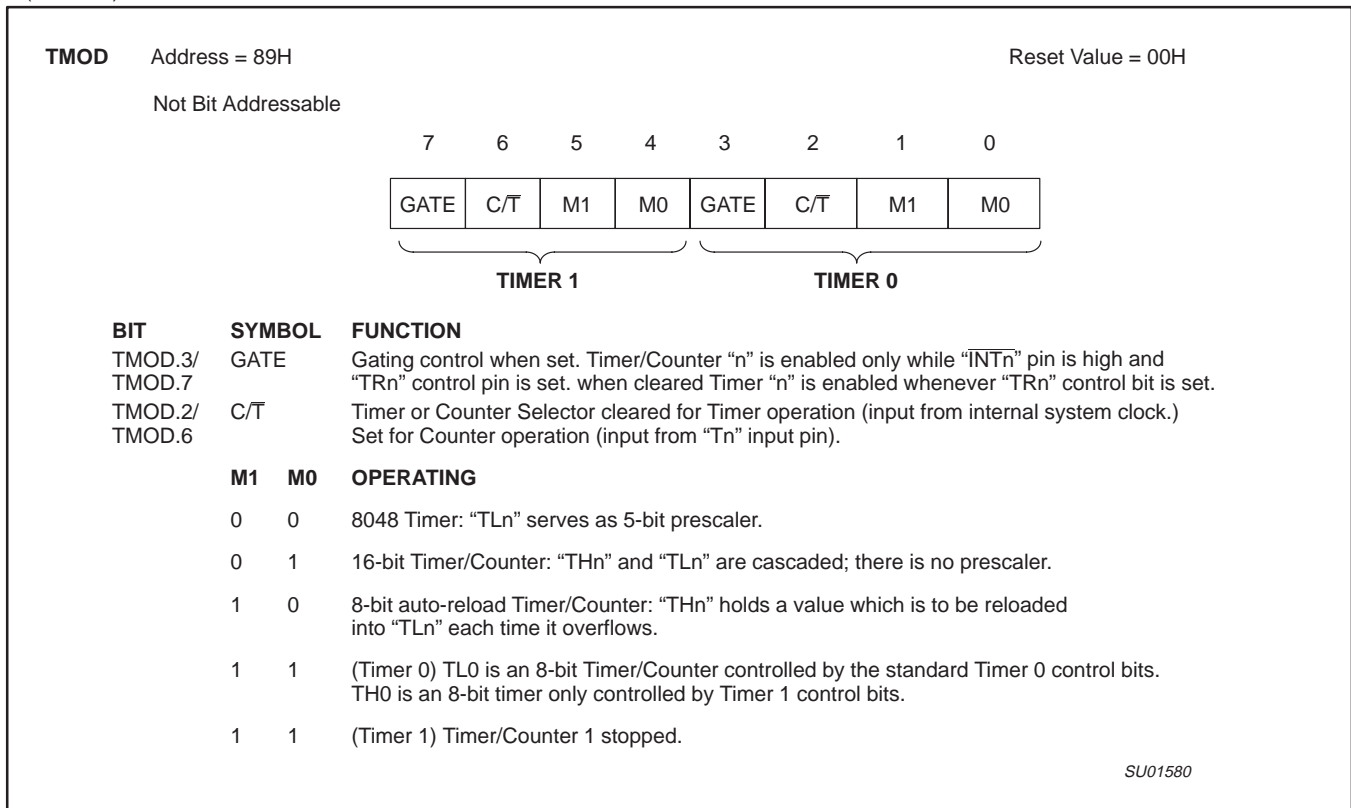 TMOD Address = 89H Reset Value = 00H
Not Bit Addressable
7 6 5 4 3 2 1 0
GATE C/T̅ M1 M0 GATE C/T̅ M1 M0
TIMER 1 TIMER 0
BIT SYMBOL FUNCTION
TMOD.3/ GATE Gating control when set. Timer/Counter “n” is enabled only while “I̅N̅T̅n̅” pin is high and
TMOD.7 “TRn” control pin is set. when cleared Timer “n” is enabled whenever “TRn” control bit is set.
TMOD.2/ C/T̅ Timer or Counter Selector cleared for Timer operation (input from internal system clock.)
TMOD.6 Set for Counter operation (input from “Tn” input pin).
M1 M0 OPERATING
0 0 8048 Timer: “TLn” serves as 5-bit prescaler.
0 1 16-bit Timer/Counter: “THn” and “TLn” are cascaded; there is no prescaler.
1 0 8-bit auto-reload Timer/Counter: “THn” holds a value which is to be reloaded
into “TLn” each time it overflows.
1 1 (Timer 0) TL0 is an 8-bit Timer/Counter controlled by the standard Timer 0 control bits.
TH0 is an 8-bit timer only controlled by Timer 1 control bits.
1 1 (Timer 1) Timer/Counter 1 stopped.
SU01580